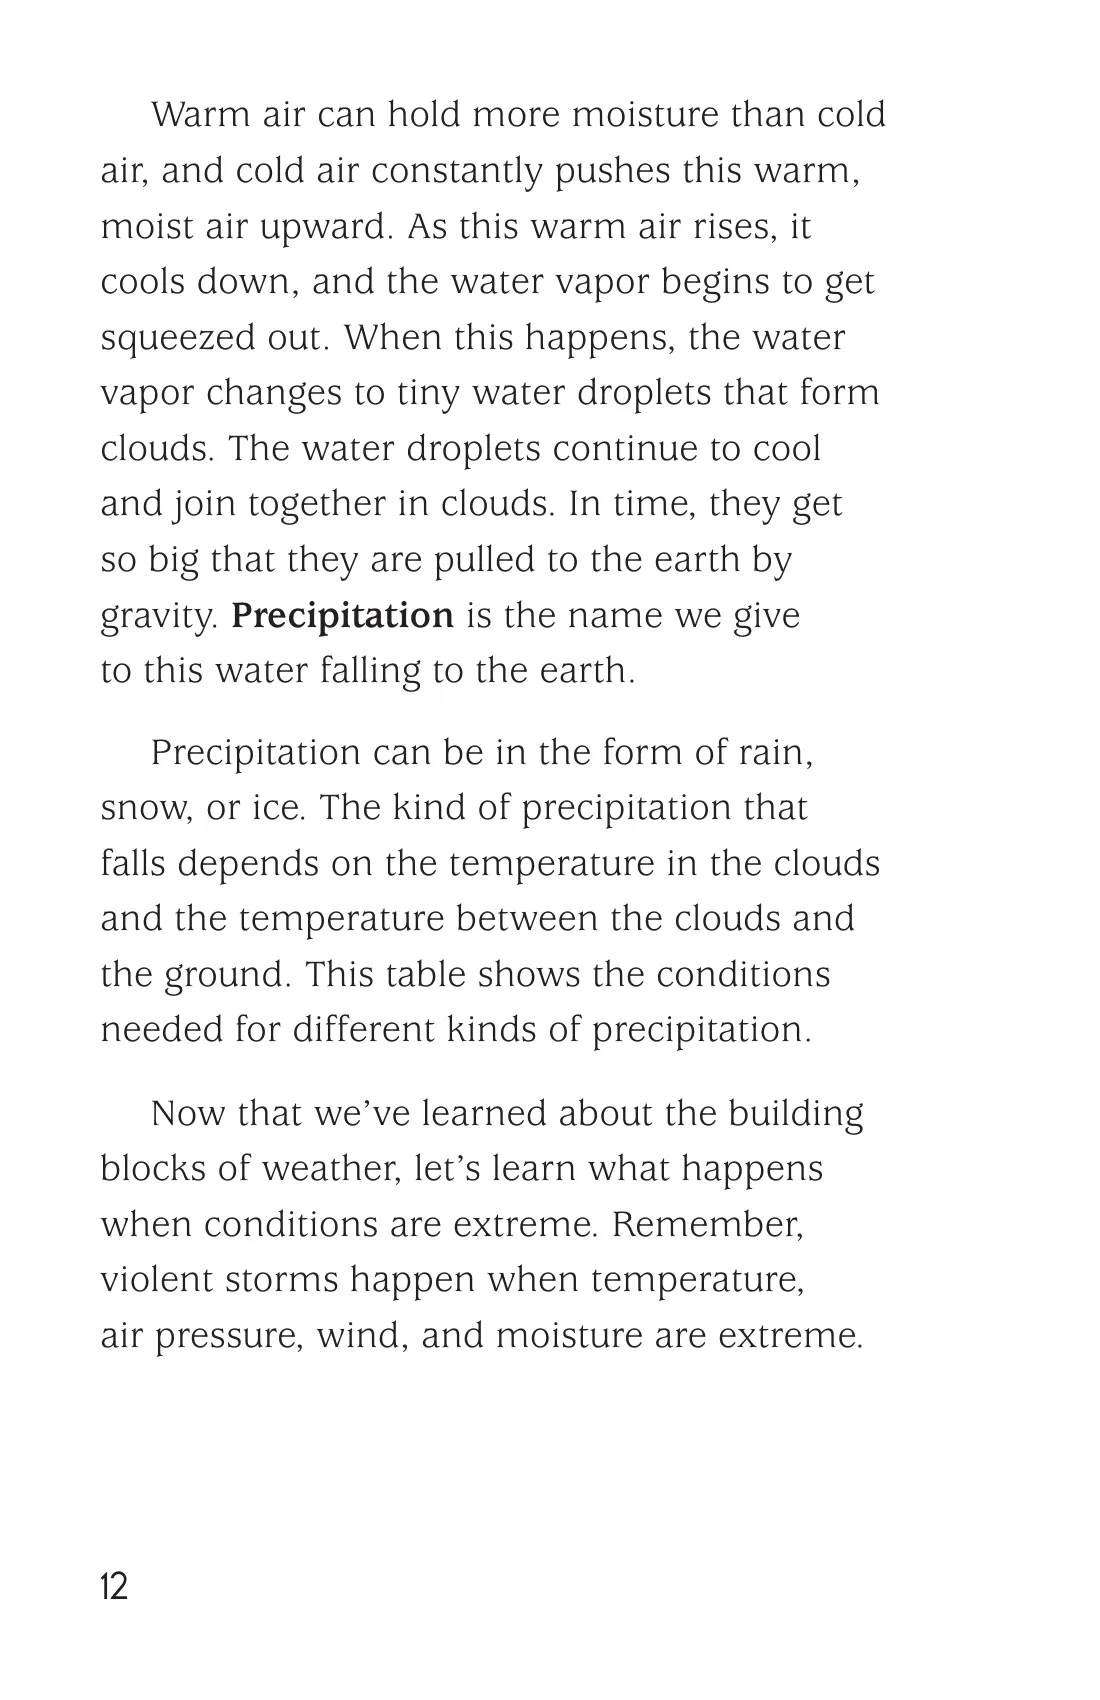 Warm air can hold more moisture than cold
air, and cold air constantly pushes this warm,
moist air upward. As this warm air rises, it
cools down, and the water vapor begins to get
squeezed out. When this happens, the water
vapor changes to tiny water droplets that form
clouds. The water droplets continue to cool
and join together in clouds. In time, they get
so big that they are pulled to the earth by
gravity. Precipitation is the name we give
to this water falling to the earth.
Precipitation can be in the form of rain,
snow, or ice. The kind of precipitation that
falls depends on the temperature in the clouds
and the temperature between the clouds and
the ground. This table shows the conditions
needed for different kinds of precipitation.
Now that we’ve learned about the building
blocks of weather, let’s learn what happens
when conditions are extreme. Remember,
violent storms happen when temperature,
air pressure, wind, and moisture are extreme.
12